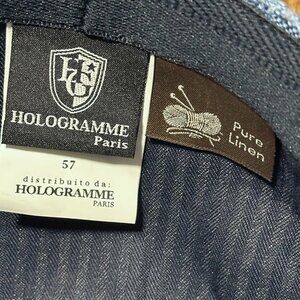 HOLOGRAMME
Paris
57
distribuito da:
HOLOGRAMME
PARIS
Pure
Linen